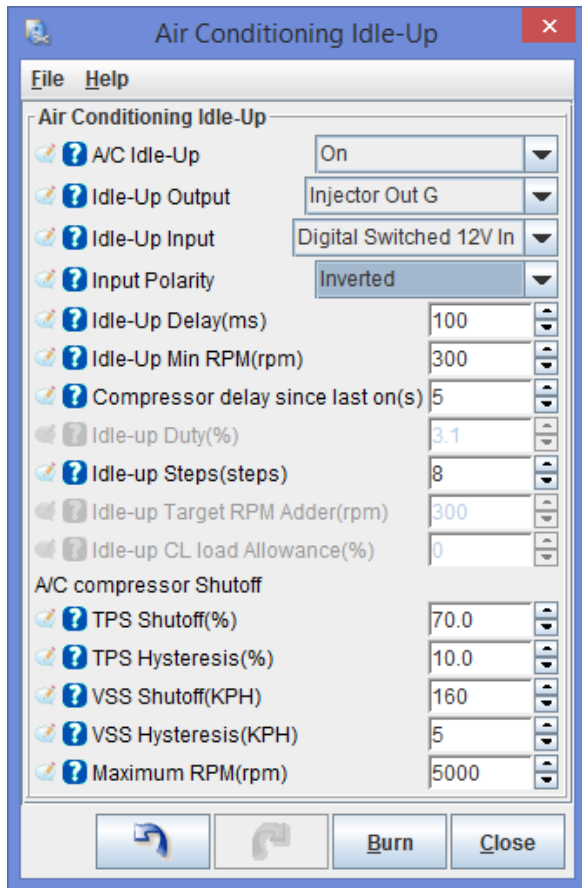 Air Conditioning Idle-Up
File Help
Air Conditioning Idle-Up
A/C Idle-Up On
Idle-Up Output Injector Out G
Idle-Up Input Digital Switched 12V In
Input Polarity Inverted
Idle-Up Delay(ms) 100
Idle-Up Min RPM(rpm) 300
Compressor delay since last on(s) 5
Idle-up Duty(%) 3.1
Idle-up Steps(steps) 8
Idle-up Target RPM Adder(rpm) 300
Idle-up CL load Allowance(%) 0
A/C compressor Shutoff
TPS Shutoff(%) 70.0
TPS Hysteresis(%) 10.0
VSS Shutoff(KPH) 160
VSS Hysteresis(KPH) 5
Maximum RPM(rpm) 5000
Burn Close